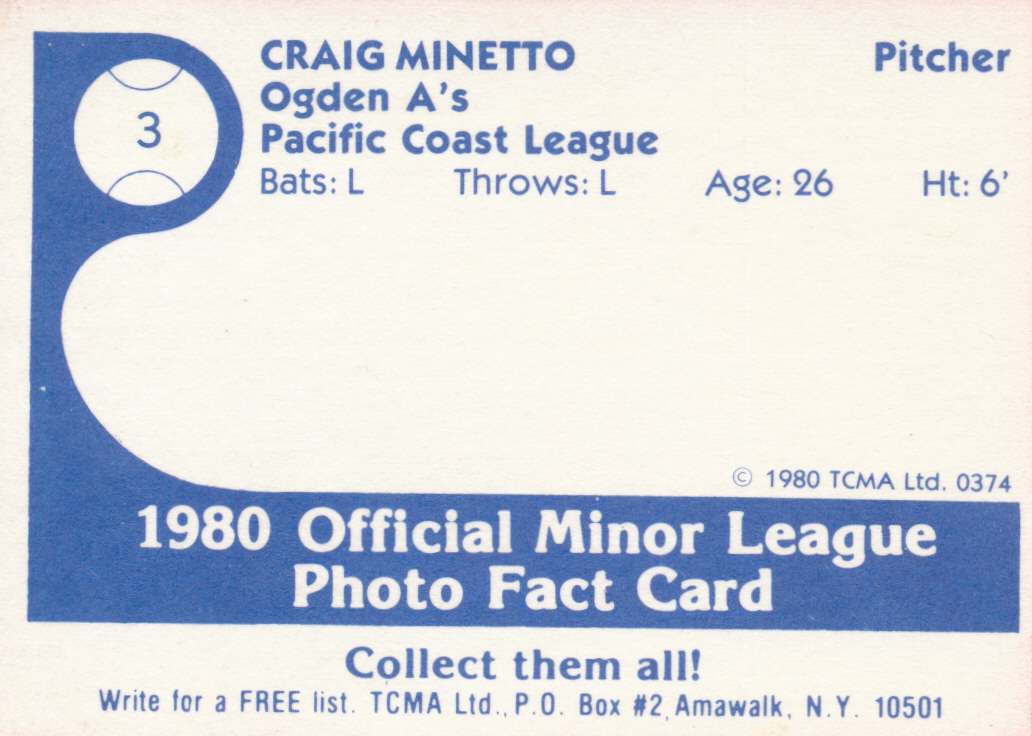 3
CRAIG MINETTO Pitcher
Ogden A's
Pacific Coast League
Bats: L Throws: L Age: 26 Ht: 6'
© 1980 TCMA Ltd. 0374
1980 Official Minor League
Photo Fact Card
Collect them all!
Write for a FREE list. TCMA Ltd., P.O. Box #2, Amawalk, N.Y. 10501